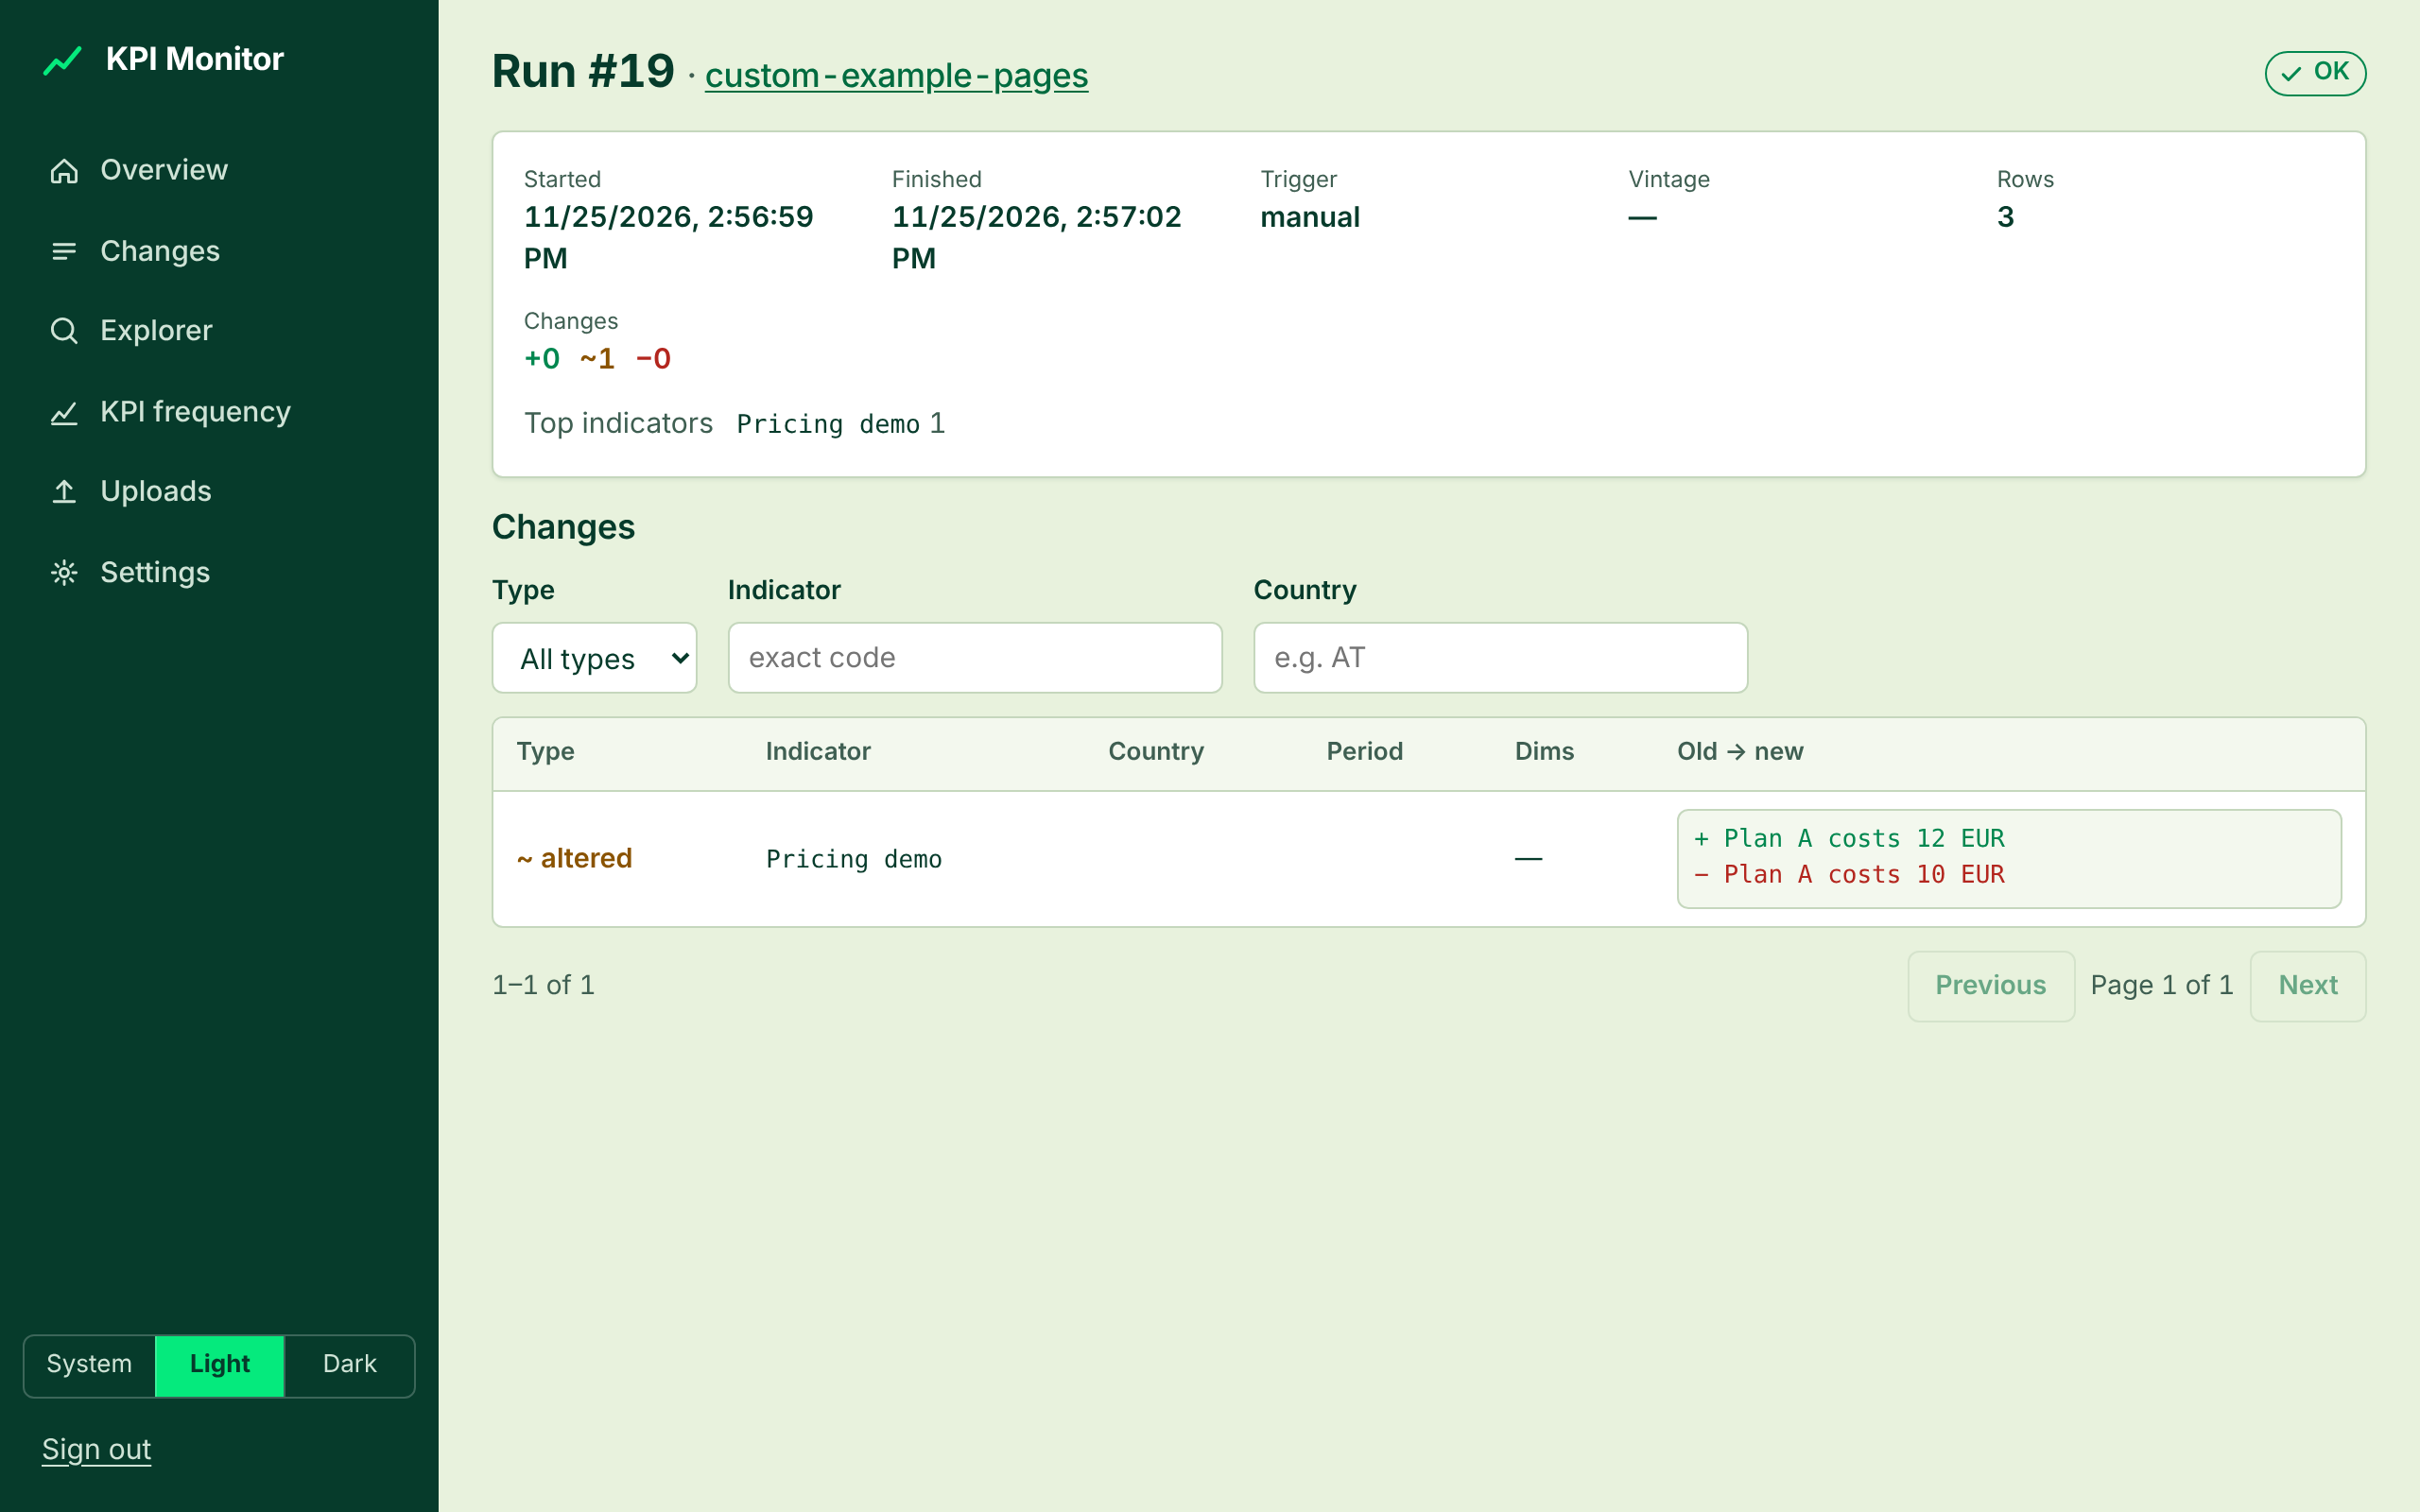 KPI Monitor
Overview
Changes
Explorer
KPI frequency
Uploads
Settings
System Light Dark
Sign out
Run #19 · custom-example-pages
OK
Started Finished Trigger Vintage Rows
11/25/2026, 2:56:59 PM 11/25/2026, 2:57:02 PM manual — 3
Changes
+0 ~1 −0
Top indicators Pricing demo 1
Changes
Type Indicator Country
All types exact code e.g. AT
Type Indicator Country Period Dims Old → new
~ altered Pricing demo —
+ Plan A costs 12 EUR
− Plan A costs 10 EUR
1–1 of 1 Previous Page 1 of 1 Next